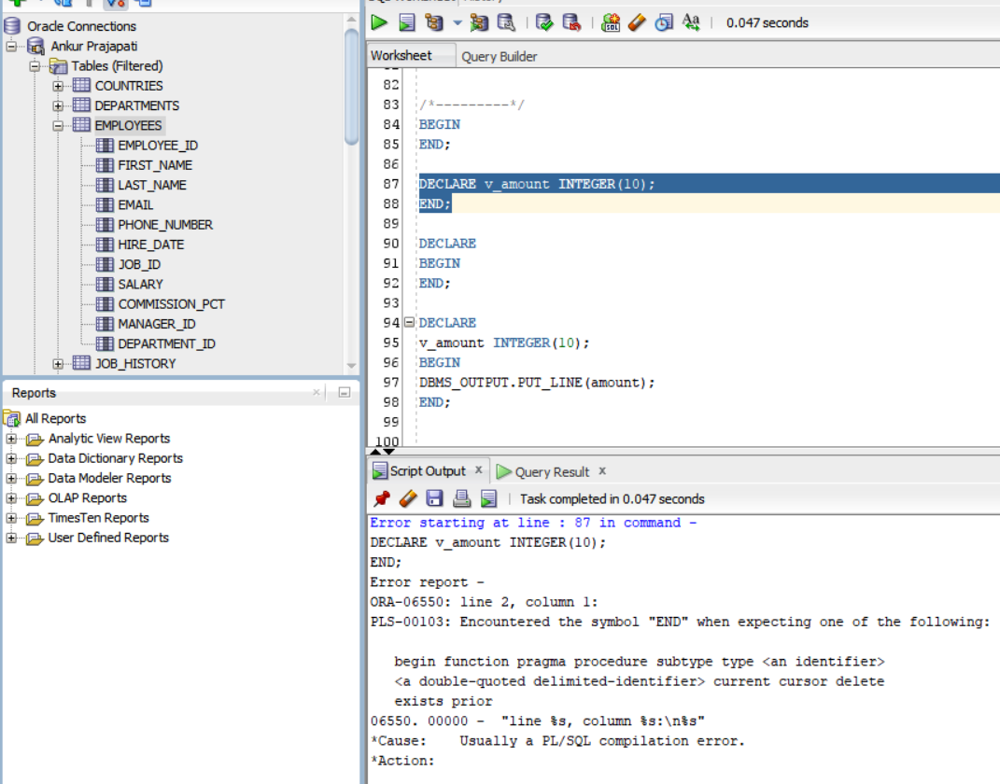 Oracle Connections
Ankur Prajapati
Tables (Filtered)
COUNTRIES
DEPARTMENTS
EMPLOYEES
EMPLOYEE_ID
FIRST_NAME
LAST_NAME
EMAIL
PHONE_NUMBER
HIRE_DATE
JOB_ID
SALARY
COMMISSION_PCT
MANAGER_ID
DEPARTMENT_ID
JOB_HISTORY
Reports
All Reports
Analytic View Reports
Data Dictionary Reports
Data Modeler Reports
OLAP Reports
TimesTen Reports
User Defined Reports
0.047 seconds
Worksheet Query Builder
82
83 /*---------*/
84 BEGIN
85 END;
86
87 DECLARE v_amount INTEGER(10);
88 END;
89
90 DECLARE
91 BEGIN
92 END;
93
94 DECLARE
95 v_amount INTEGER(10);
96 BEGIN
97 DBMS_OUTPUT.PUT_LINE(amount);
98 END;
99
100
Script Output x Query Result x
Task completed in 0.047 seconds
Error starting at line : 87 in command -
DECLARE v_amount INTEGER(10);
END;
Error report -
ORA-06550: line 2, column 1:
PLS-00103: Encountered the symbol "END" when expecting one of the following:
begin function pragma procedure subtype type <an identifier>
<a double-quoted delimited-identifier> current cursor delete
exists prior
06550. 00000 - "line %s, column %s:\n%s"
*Cause: Usually a PL/SQL compilation error.
*Action: